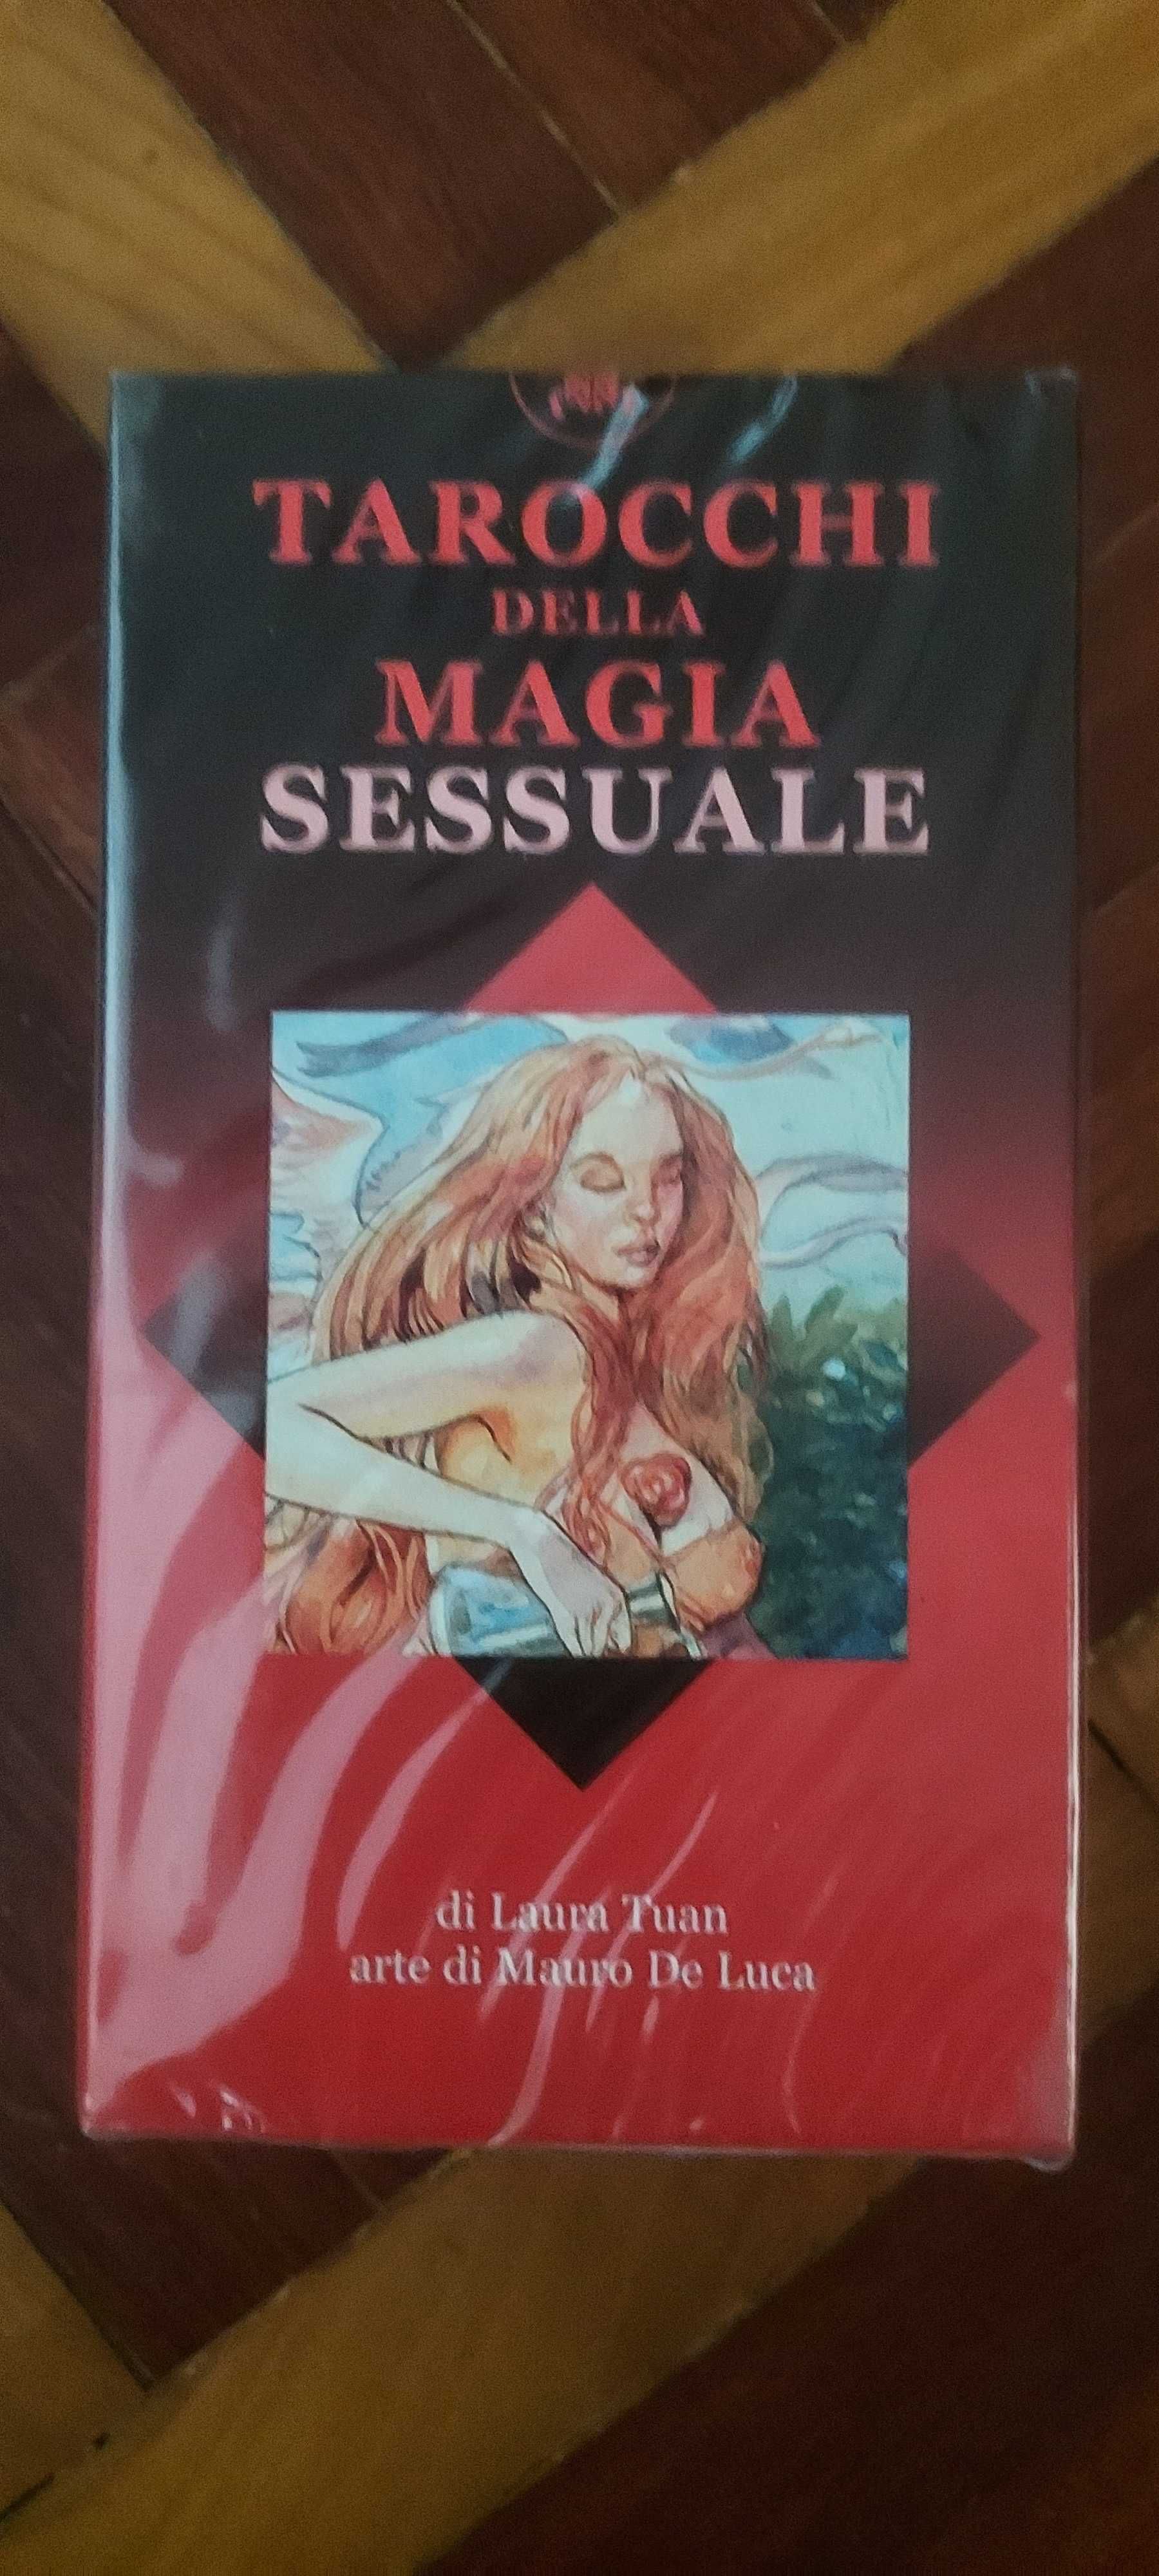 TAROCCHI
DELLA
MAGIA
SESSUALE
di Laura Tuan
arte di Mauro De Luca